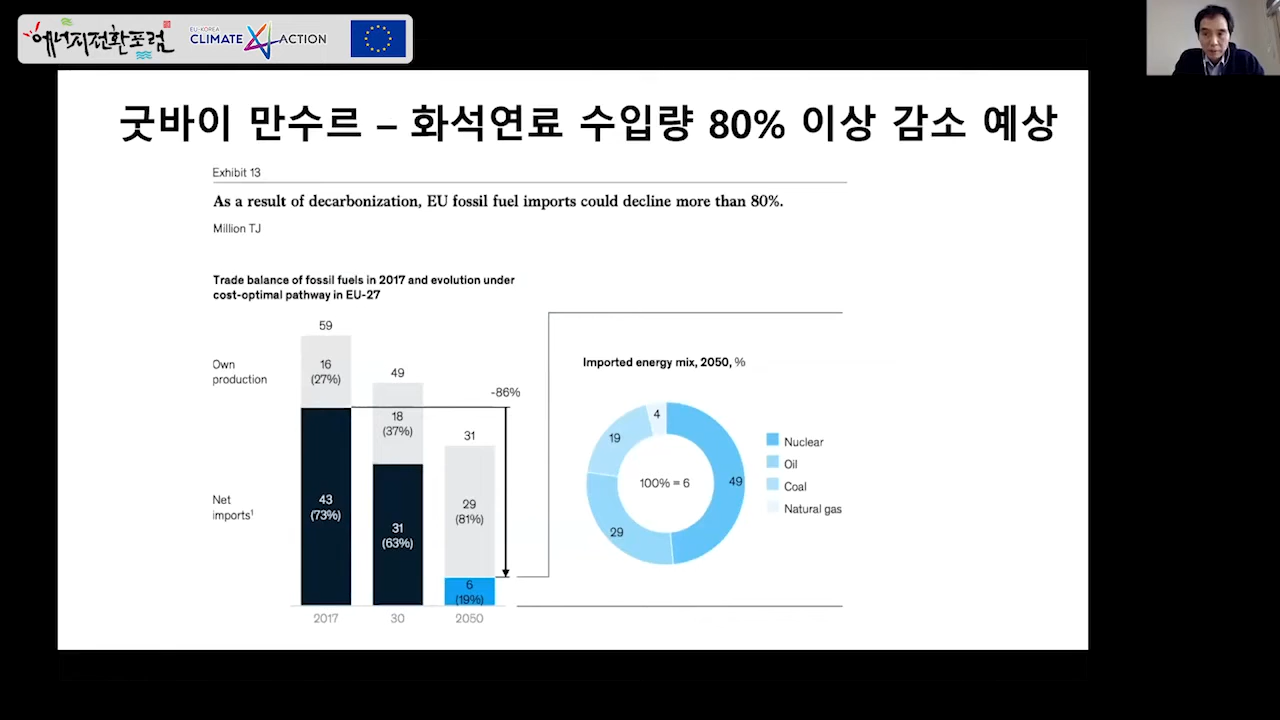 에너지전환포럼
EU-KOREA
CLIMATE ACTION
굿바이 만수르 – 화석연료 수입량 80% 이상 감소 예상
Exhibit 13
As a result of decarbonization, EU fossil fuel imports could decline more than 80%.
Million TJ
Trade balance of fossil fuels in 2017 and evolution under
cost-optimal pathway in EU-27
59
Own
production
16
(27%)
49
18
(37%)
-86%
31
Net
imports¹
43
(73%)
31
(63%)
29
(81%)
6
(19%)
2017
30
2050
Imported energy mix, 2050, %
4
19
49
29
100% = 6
Nuclear
Oil
Coal
Natural gas